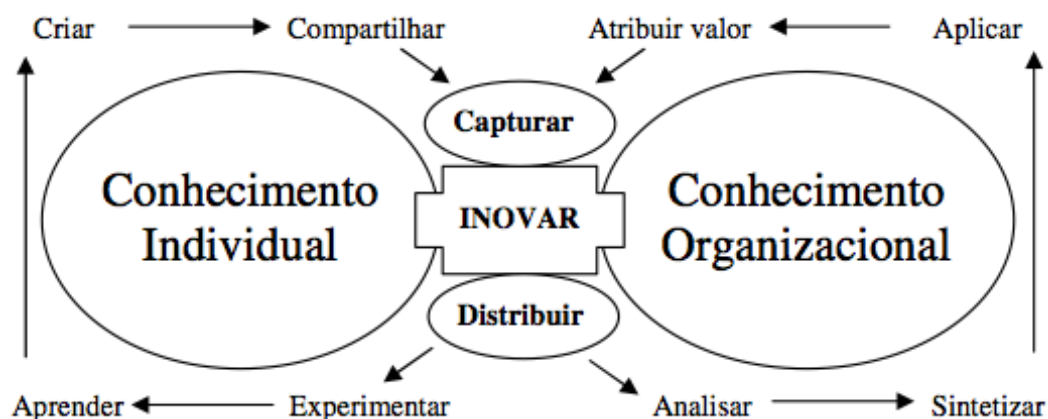 Criar
Compartilhar
Atribuir valor
Aplicar
Capturar
Conhecimento
Individual
INOVAR
Conhecimento
Organizacional
Distribuir
Aprender
Experimentar
Analisar
Sintetizar